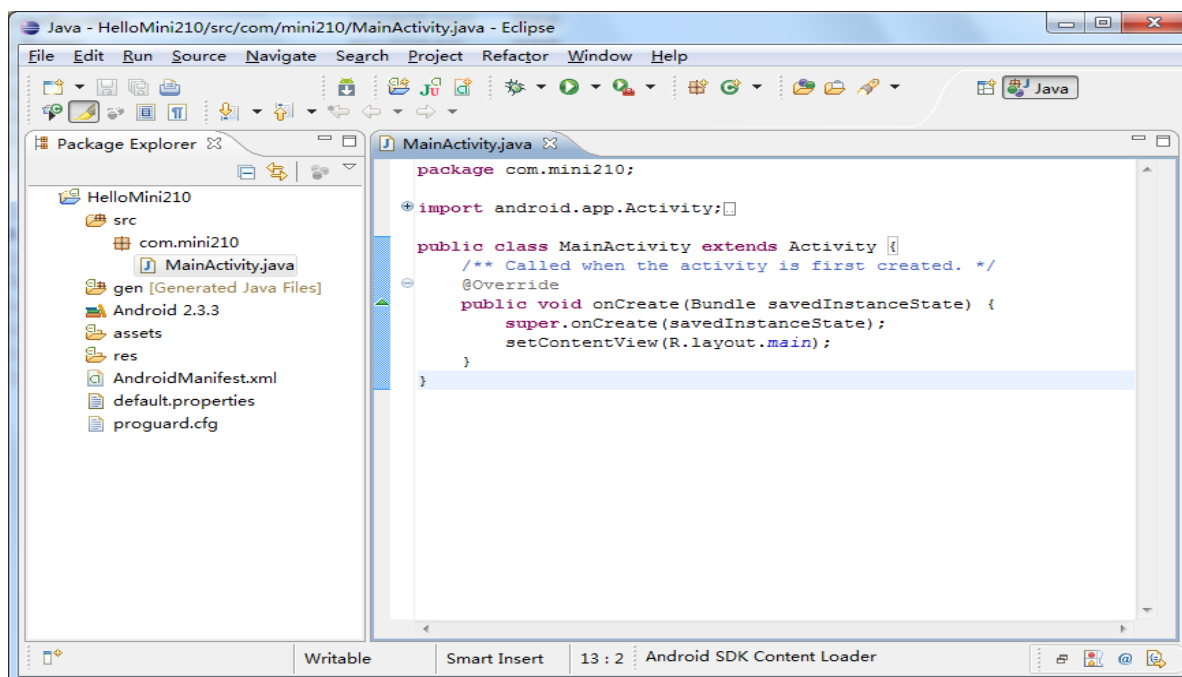 Java - HelloMini210/src/com/mini210/MainActivity.java - Eclipse
File Edit Run Source Navigate Search Project Refactor Window Help
Java
Package Explorer
MainActivity.java
HelloMini210
src
com.mini210
MainActivity.java
gen [Generated Java Files]
Android 2.3.3
assets
res
AndroidManifest.xml
default.properties
proguard.cfg
package com.mini210;
import android.app.Activity;
public class MainActivity extends Activity {
/** Called when the activity is first created. */
@Override
public void onCreate(Bundle savedInstanceState) {
super.onCreate(savedInstanceState);
setContentView(R.layout.main);
}
}
Writable Smart Insert 13 : 2 Android SDK Content Loader